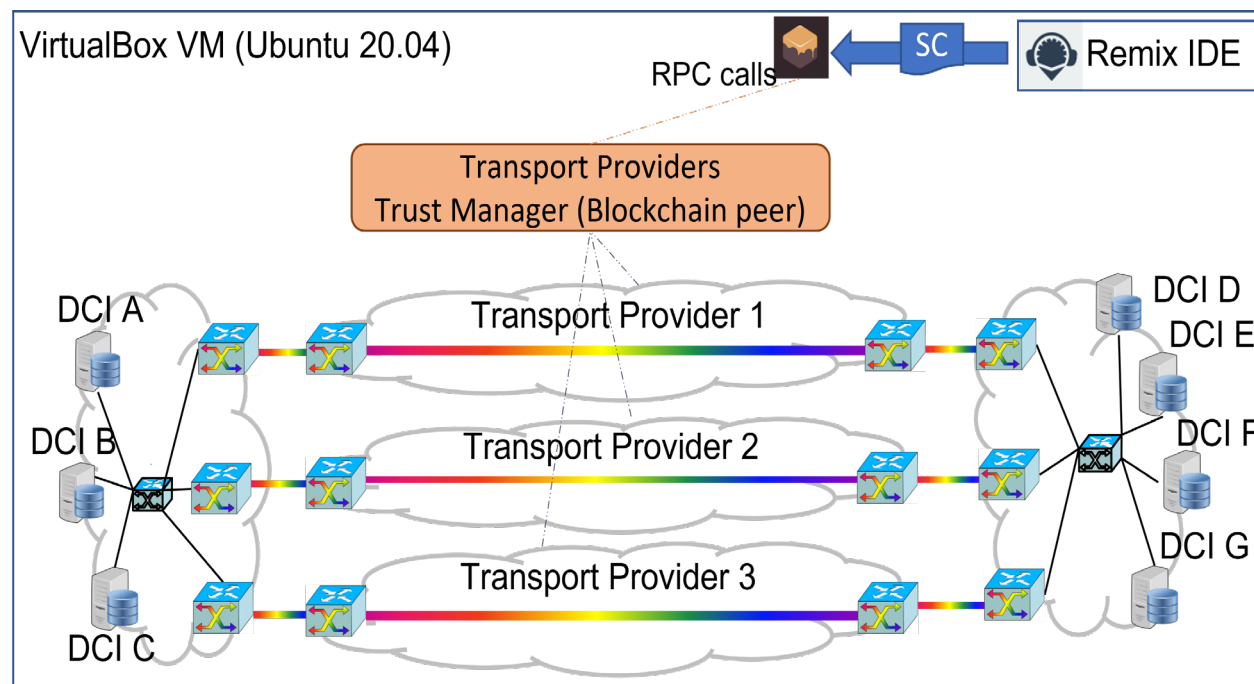 VirtualBox VM (Ubuntu 20.04)
SC
Remix IDE
RPC calls
Transport Providers
Trust Manager (Blockchain peer)
DCI A
DCI B
DCI C
Transport Provider 1
Transport Provider 2
Transport Provider 3
DCI D
DCI E
DCI F
DCI G